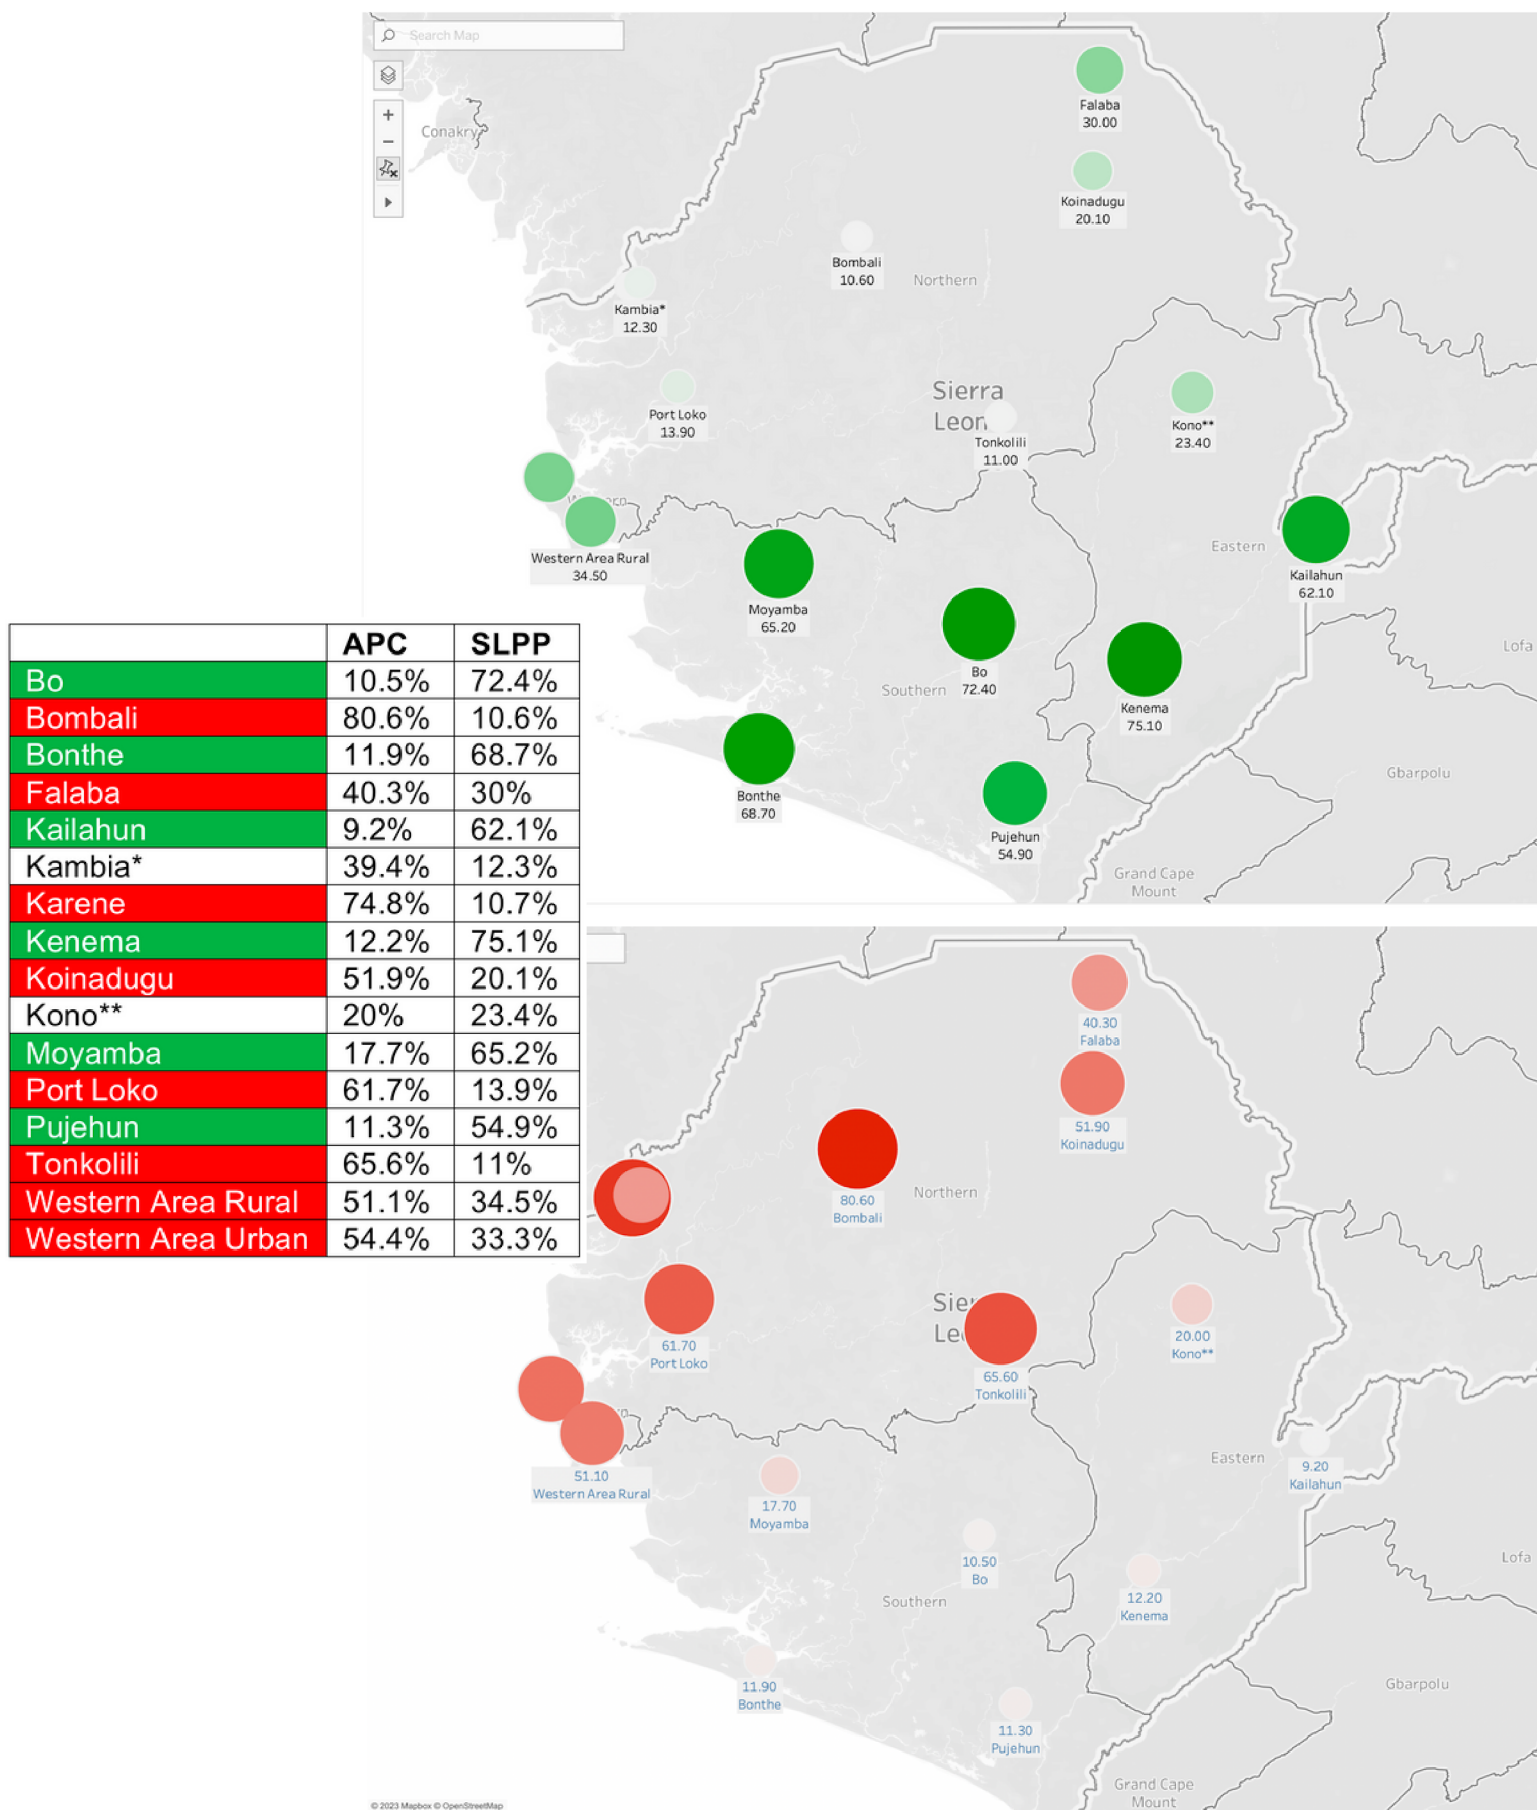 Search Map
Conakry
Falaba
30.00
Koinadugu
20.10
Bombali
10.60
Northern
Kambia*
12.30
Sierra
Leon
Port Loko
13.90
Tonkolili
11.00
Kono**
23.40
Western Area Rural
34.50
Moyamba
65.20
Eastern
Kailahun
62.10
Bo
72.40
Southern
Kenema
75.10
Lofa
Bonthe
68.70
Pujehun
54.90
Gbarpolu
Grand Cape
Mount
APC SLPP
Bo 10.5% 72.4%
Bombali 80.6% 10.6%
Bonthe 11.9% 68.7%
Falaba 40.3% 30%
Kailahun 9.2% 62.1%
Kambia* 39.4% 12.3%
Karene 74.8% 10.7%
Kenema 12.2% 75.1%
Koinadugu 51.9% 20.1%
Kono** 20% 23.4%
Moyamba 17.7% 65.2%
Port Loko 61.7% 13.9%
Pujehun 11.3% 54.9%
Tonkolili 65.6% 11%
Western Area Rural 51.1% 34.5%
Western Area Urban 54.4% 33.3%
40.30
Falaba
51.90
Koinadugu
80.60
Bombali
Northern
61.70
Port Loko
65.60
Tonkolili
20.00
Kono**
51.10
Western Area Rural
17.70
Moyamba
Eastern
9.20
Kailahun
10.50
Bo
12.20
Kenema
Lofa
Southern
11.90
Bonthe
11.30
Pujehun
Gbarpolu
Grand Cape
Mount
© 2023 Mapbox © OpenStreetMap